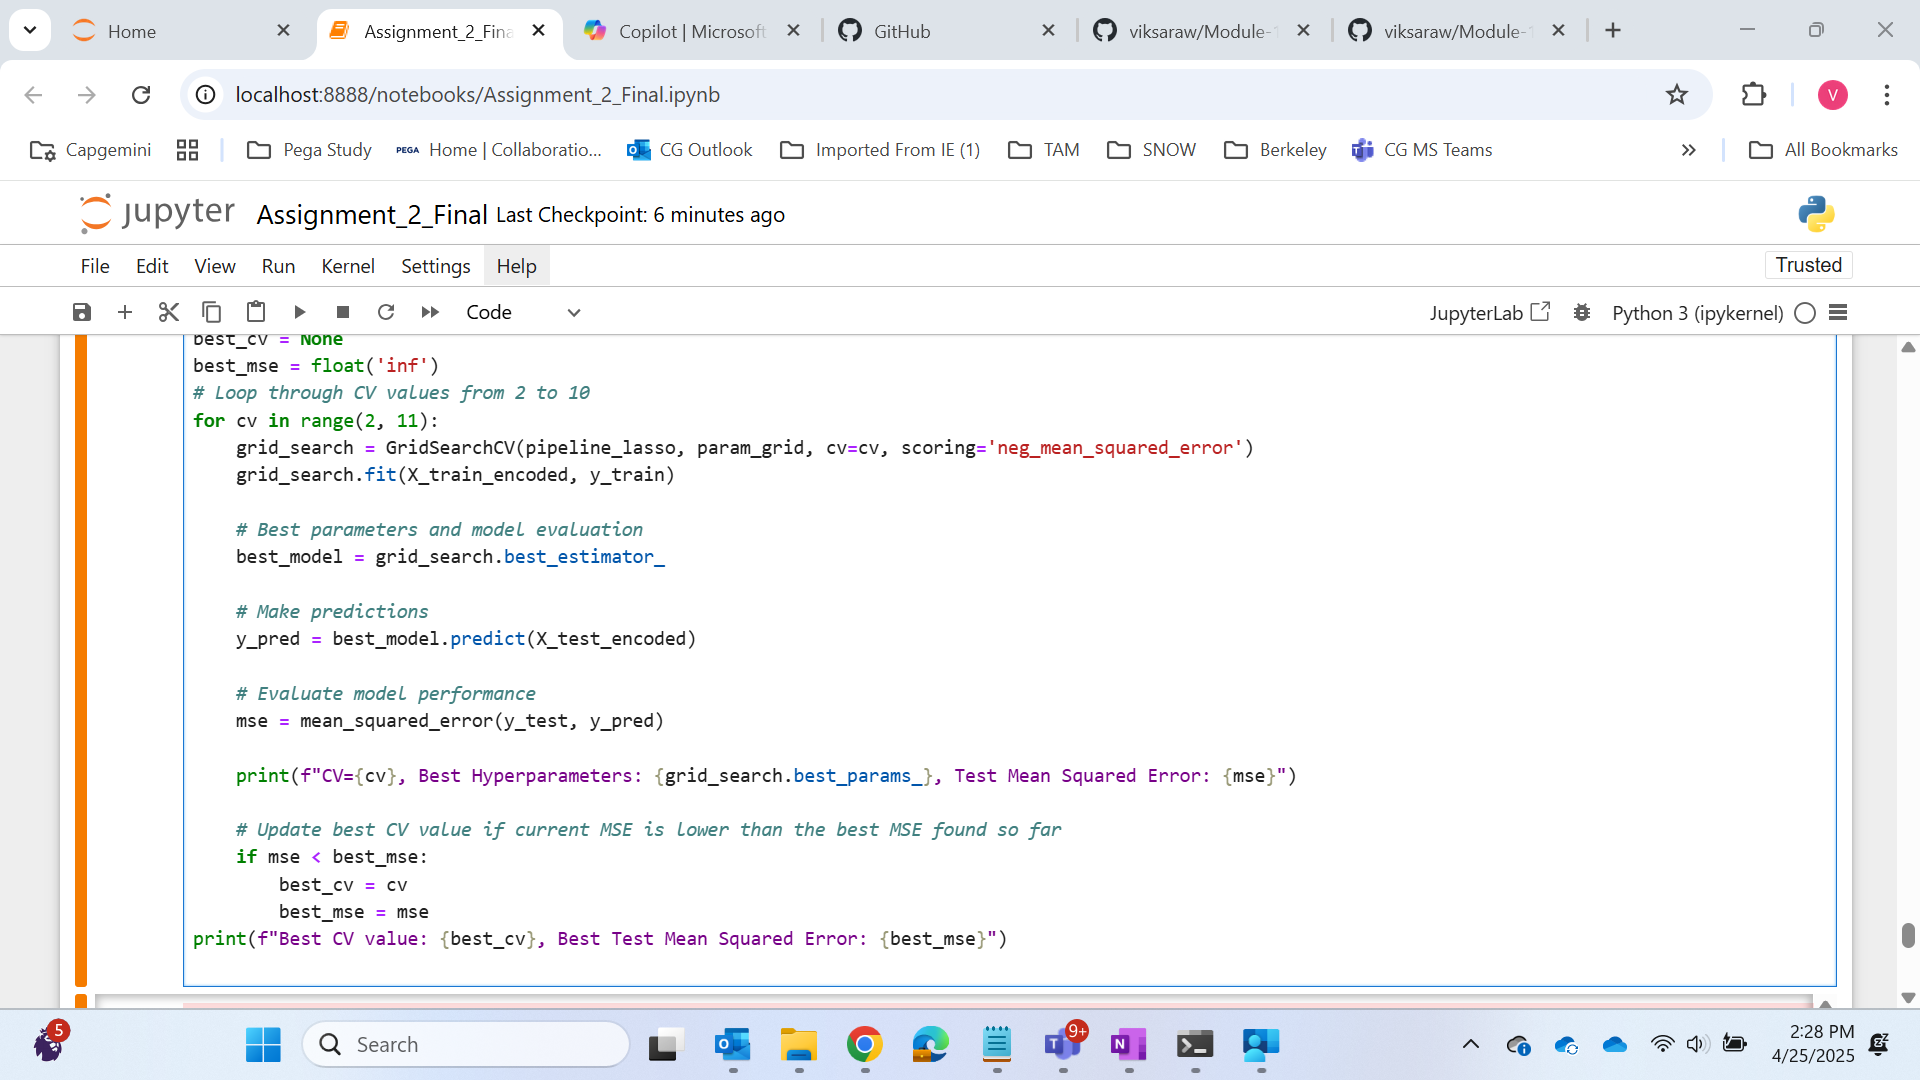 Home
Assignment_2_Fina
Copilot | Microsoft
GitHub
viksaraw/Module-1
viksaraw/Module-1
localhost:8888/notebooks/Assignment_2_Final.ipynb
V
Capgemini
Pega Study
PEGA
Home | Collaboratio...
CG Outlook
Imported From IE (1)
TAM
SNOW
Berkeley
CG MS Teams
All Bookmarks
jupyter
Assignment_2_Final Last Checkpoint: 6 minutes ago
File Edit View Run Kernel Settings Help
Trusted
Code
JupyterLab
Python 3 (ipykernel)
best_cv = None
best_mse = float('inf')
# Loop through CV values from 2 to 10
for cv in range(2, 11):
    grid_search = GridSearchCV(pipeline_lasso, param_grid, cv=cv, scoring='neg_mean_squared_error')
    grid_search.fit(X_train_encoded, y_train)
    # Best parameters and model evaluation
    best_model = grid_search.best_estimator_
    # Make predictions
    y_pred = best_model.predict(X_test_encoded)
    # Evaluate model performance
    mse = mean_squared_error(y_test, y_pred)
    print(f"CV={cv}, Best Hyperparameters: {grid_search.best_params_}, Test Mean Squared Error: {mse}")
    # Update best CV value if current MSE is lower than the best MSE found so far
    if mse < best_mse:
        best_cv = cv
        best_mse = mse
print(f"Best CV value: {best_cv}, Best Test Mean Squared Error: {best_mse}")
5
Search
9+
2:28 PM
4/25/2025